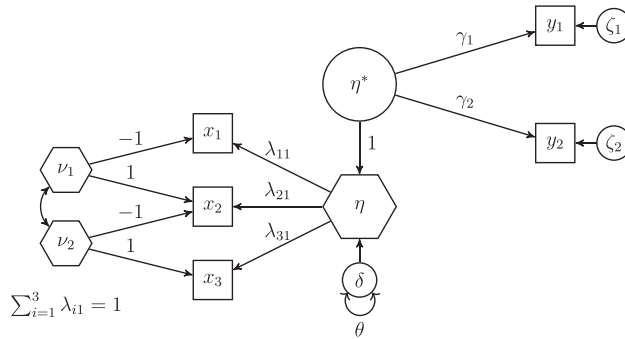 y₁
ζ₁
γ₁
η*
γ₂
x₁
−1
1
λ₁₁
y₂
ζ₂
ν₁
1
λ₂₁
x₂
η
−1
ν₂
λ₃₁
1
x₃
δ
∑³ᵢ₌₁ λᵢ₁ = 1
θ